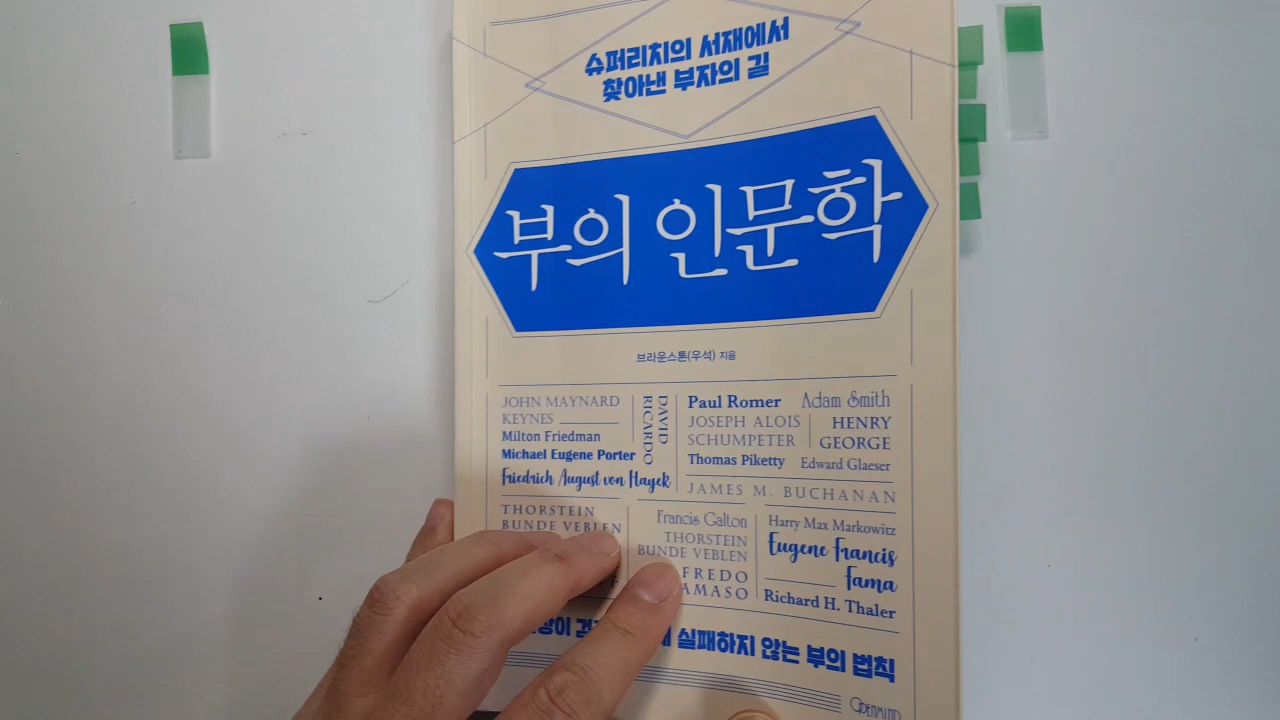 슈퍼리치의 서재에서
찾아낸 부자의 길
부의 인문학
브라운스톤(우석) 지음
JOHN MAYNARD
KEYNES
Milton Friedman
Michael Eugene Porter
Friedrich August von Hayek
DAVID
RICARDO
Paul Romer
Adam Smith
JOSEPH ALOIS
SCHUMPETER
HENRY
GEORGE
Thomas Piketty
Edward Glaeser
JAMES M. BUCHANAN
THORSTEIN
BUNDE VEBLEN
Francis Galton
THORSTEIN
BUNDE VEBLEN
FREDO
AMASO
Harry Max Markowitz
Eugene Francis
Fama
Richard H. Thaler
실패하지 않는 부의 법칙
OPENMIND